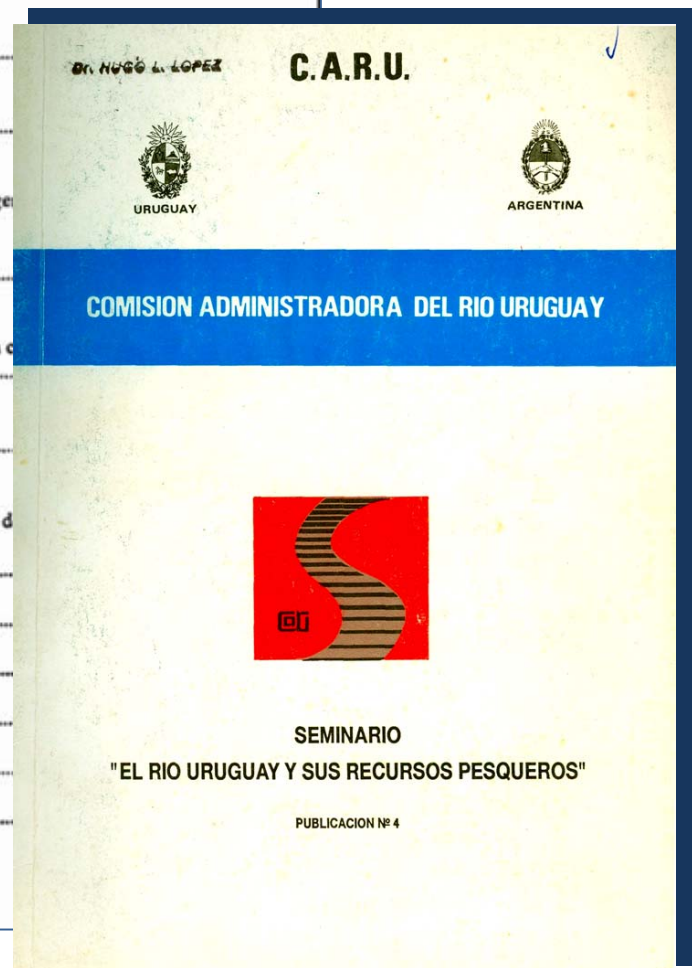 Dr. HUGO L. LOPEZ
C.A.R.U.
URUGUAY
ARGENTINA
COMISION ADMINISTRADORA DEL RIO URUGUAY
SEMINARIO
"EL RIO URUGUAY Y SUS RECURSOS PESQUEROS"
PUBLICACION Nº 4